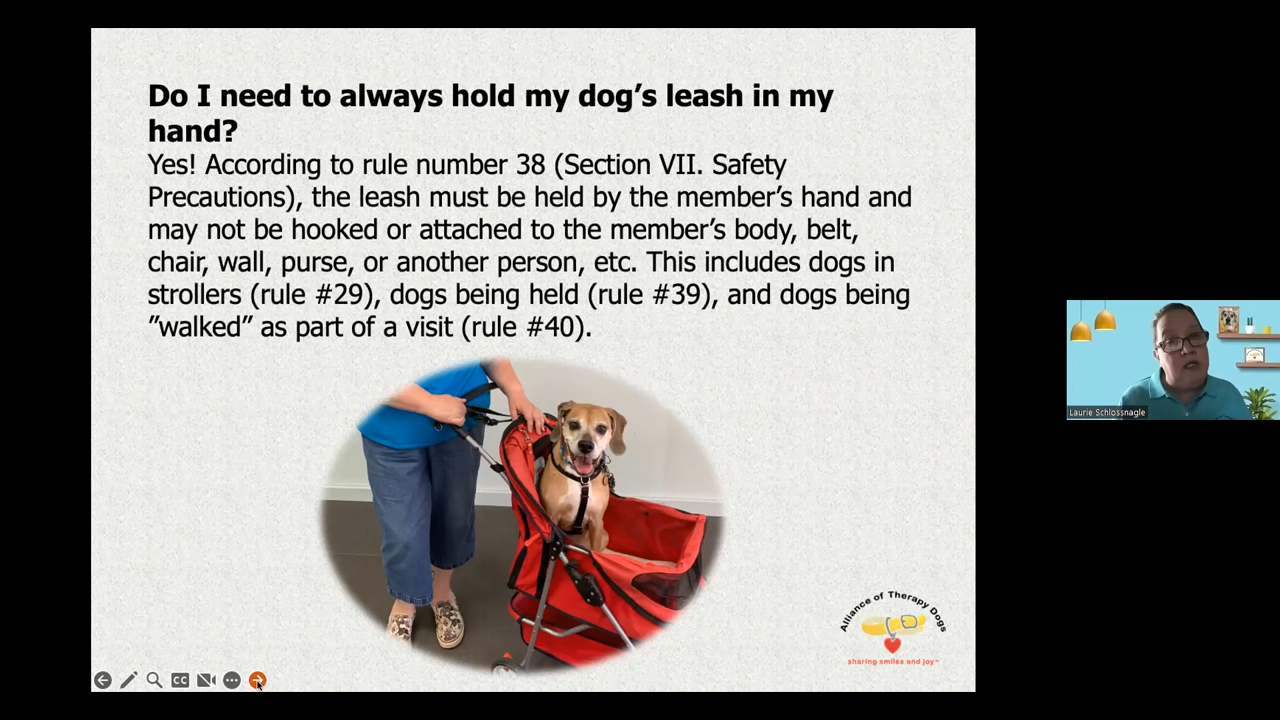 Do I need to always hold my dog’s leash in my
hand?
Yes! According to rule number 38 (Section VII. Safety
Precautions), the leash must be held by the member’s hand and
may not be hooked or attached to the member’s body, belt,
chair, wall, purse, or another person, etc. This includes dogs in
strollers (rule #29), dogs being held (rule #39), and dogs being
”walked” as part of a visit (rule #40).
Laurie Schlossnagle
Alliance of Therapy Dogs
sharing smiles and joy™
CC